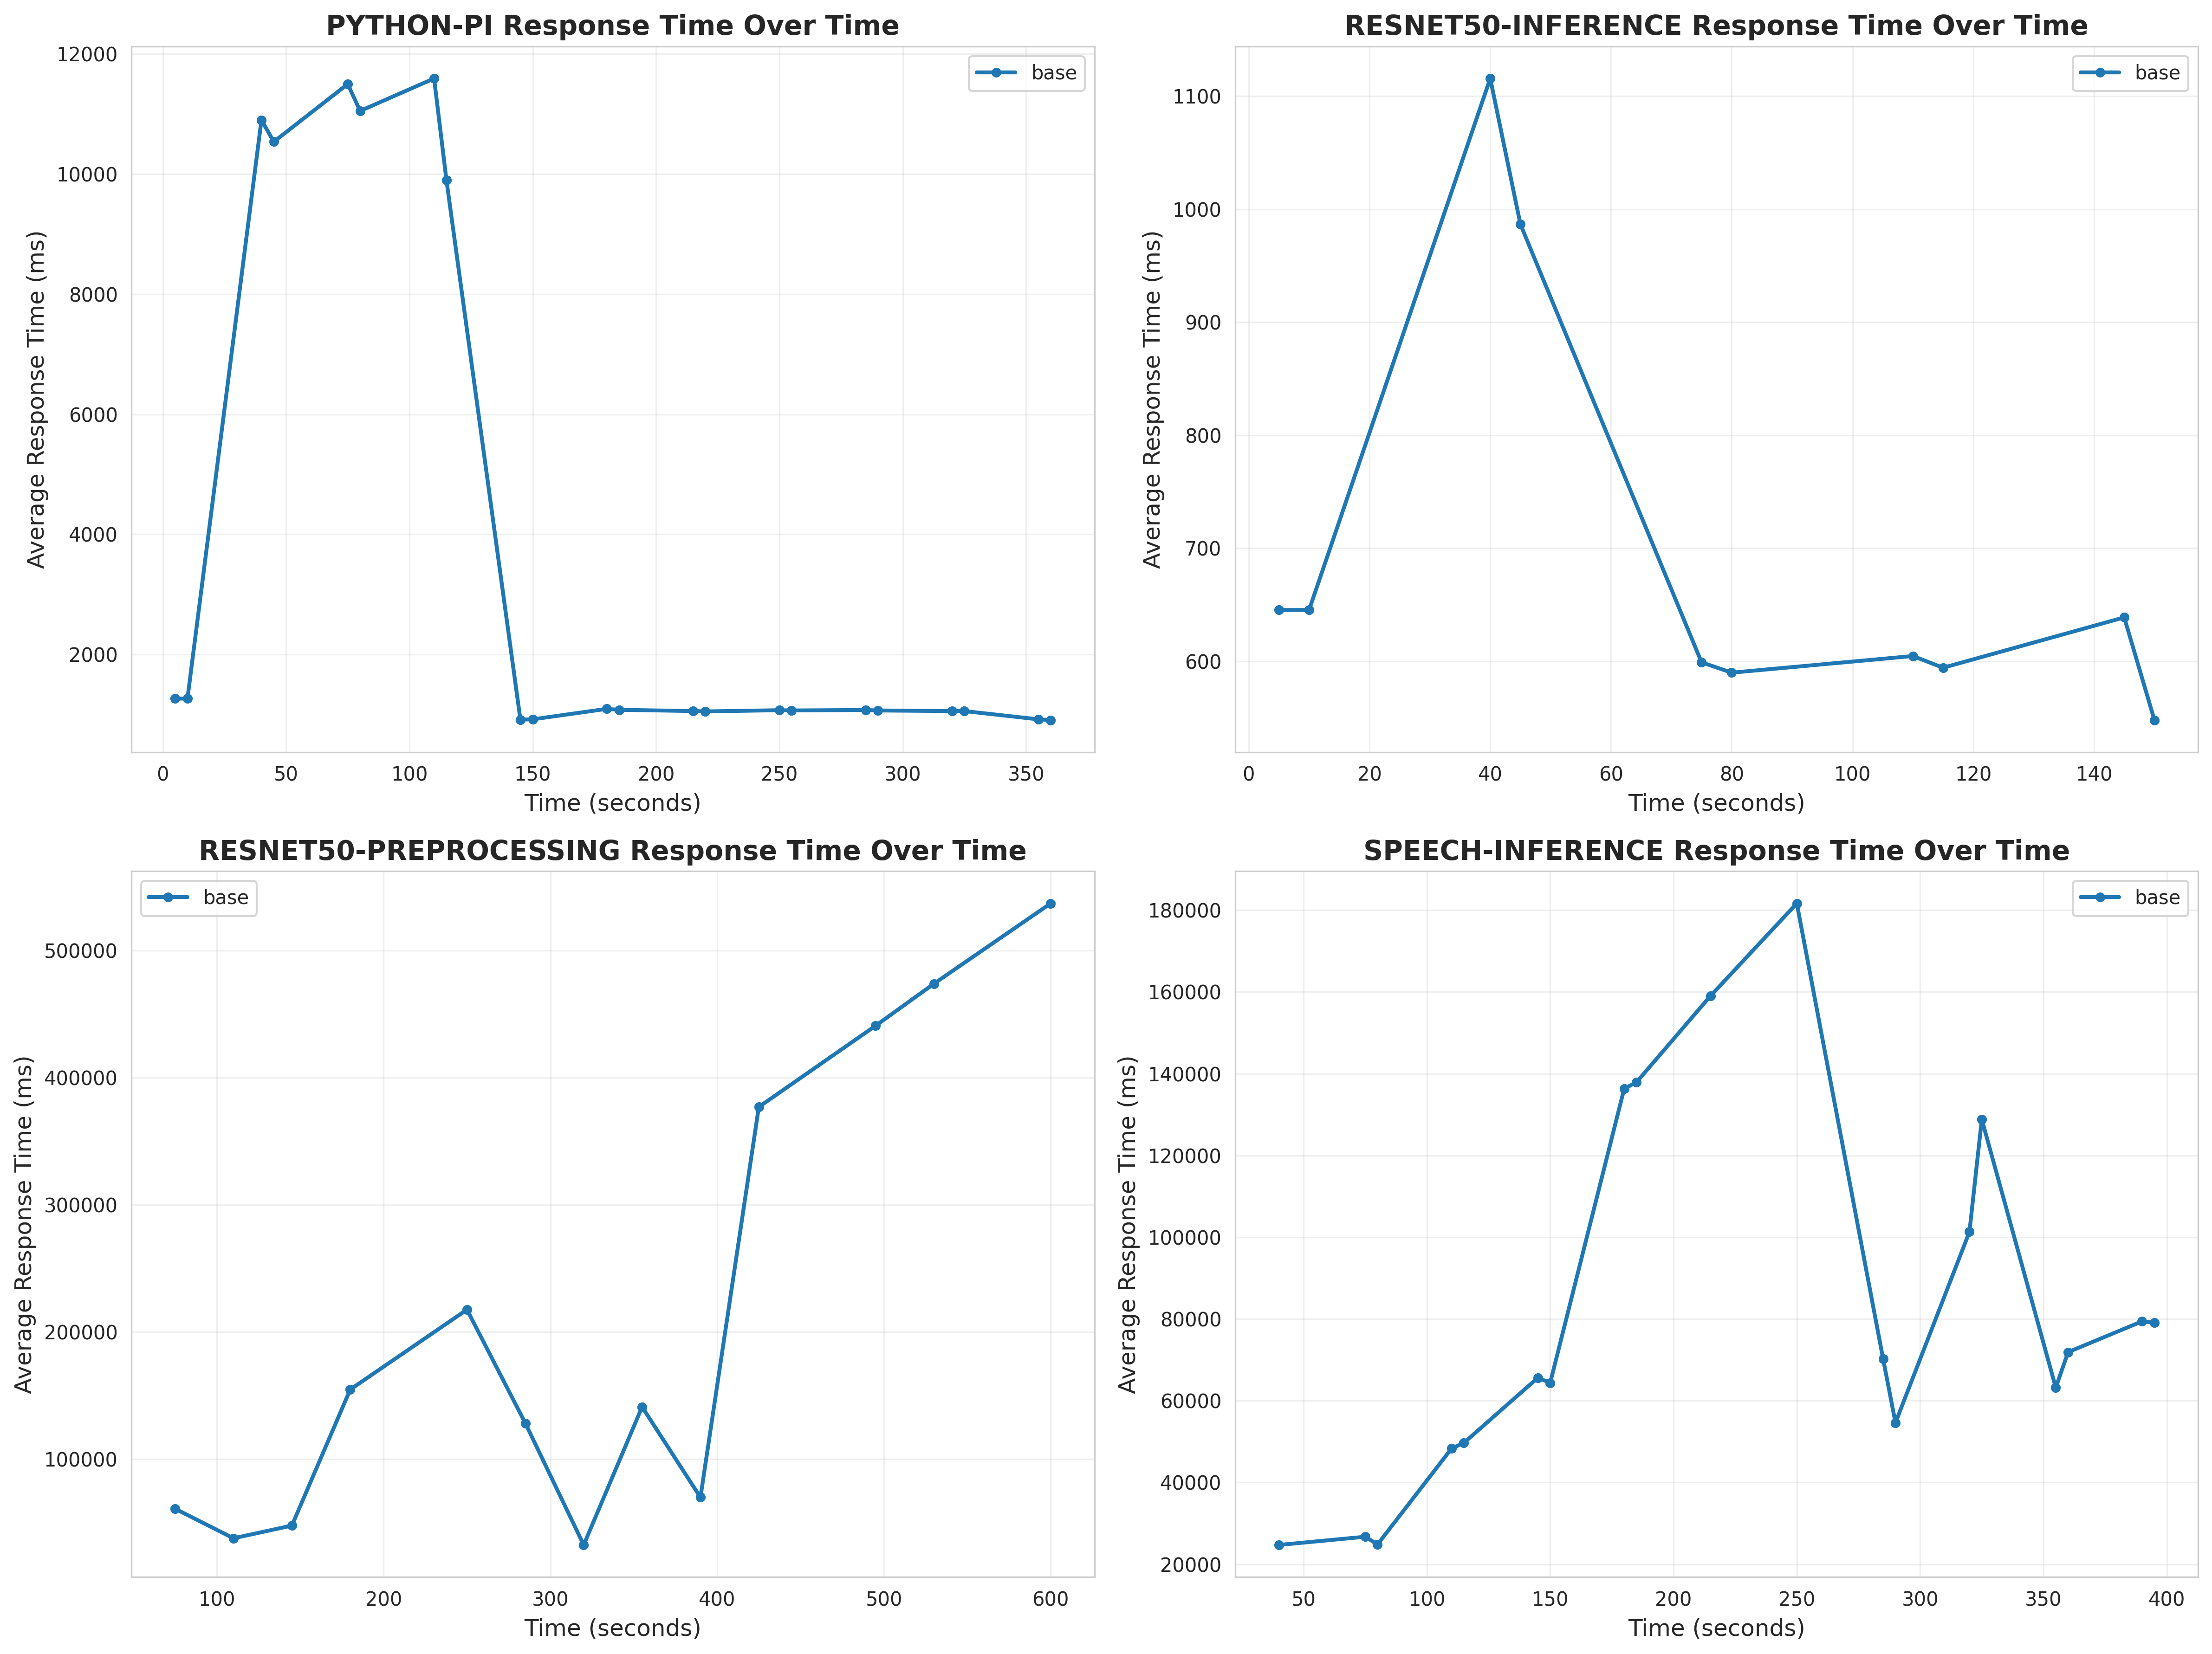 PYTHON-PI Response Time Over Time
12000
10000
8000
6000
4000
2000
Average Response Time (ms)
base
0 50 100 150 200 250 300 350
Time (seconds)
RESNET50-INFERENCE Response Time Over Time
1100
1000
900
800
700
600
Average Response Time (ms)
base
0 20 40 60 80 100 120 140
Time (seconds)
RESNET50-PREPROCESSING Response Time Over Time
500000
400000
300000
200000
100000
Average Response Time (ms)
base
100 200 300 400 500 600
Time (seconds)
SPEECH-INFERENCE Response Time Over Time
180000
160000
140000
120000
100000
80000
60000
40000
20000
Average Response Time (ms)
base
50 100 150 200 250 300 350 400
Time (seconds)